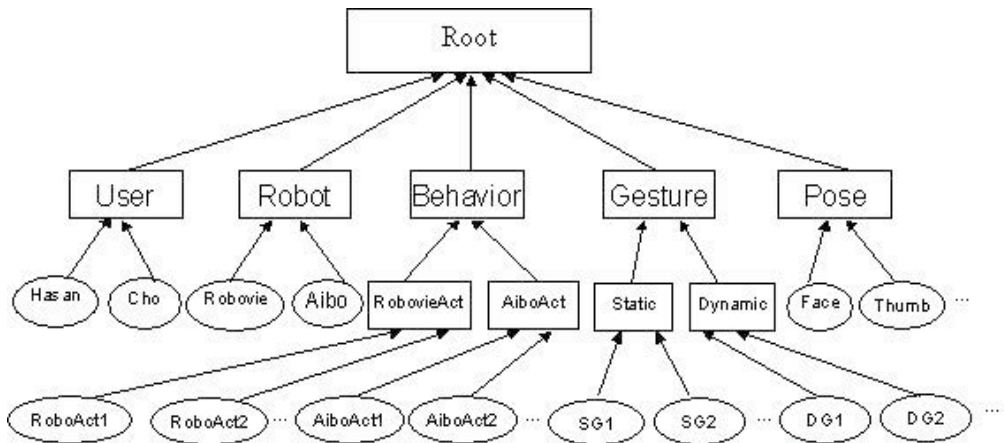 Root
User Robot Behavior Gesture Pose
Hasan Cho Robovie Aibo RobovieAct AiboAct Static Dynamic Face Thumb ...
RoboAct1 RoboAct2 ... AiboAct1 AiboAct2 ... SG1 SG2 ... DG1 DG2 ...